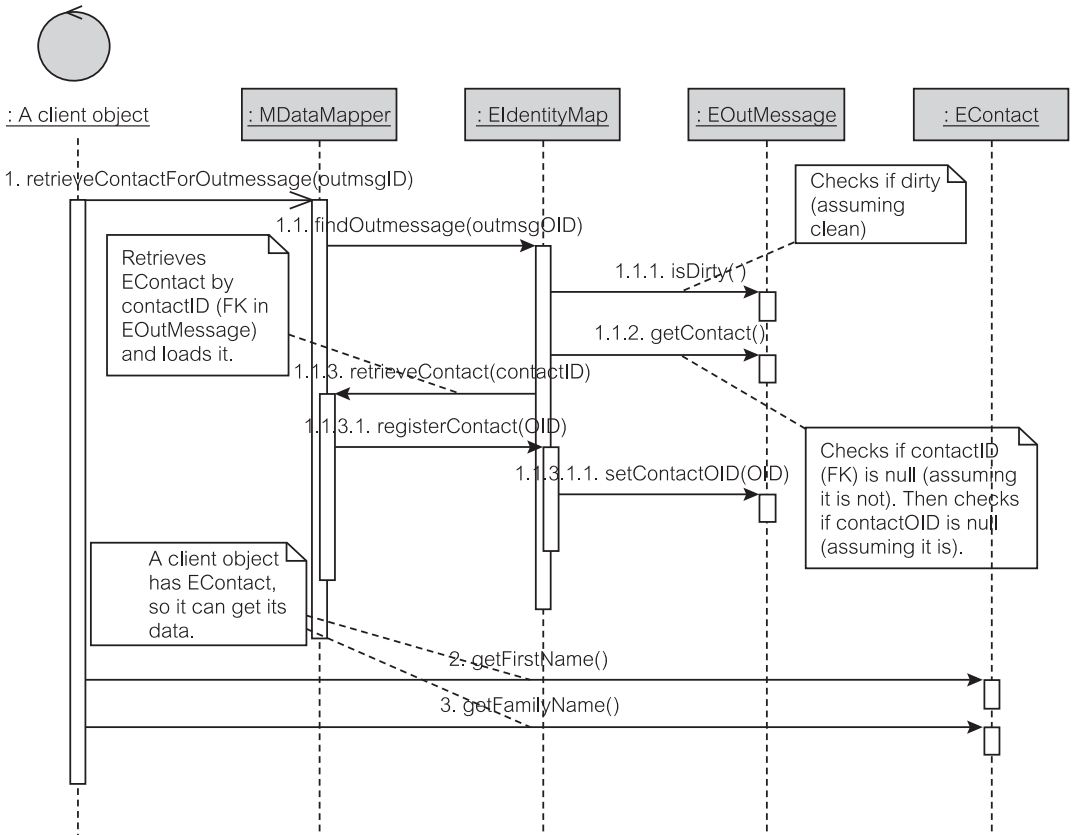 : A client object
: MDataMapper
: EIdentityMap
: EOutMessage
: EContact
1. retrieveContactForOutmessage(outmsgID)
Checks if dirty
(assuming
clean)
1.1. findOutmessage(outmsgOID)
Retrieves
EContact by
contactID (FK in
EOutMessage)
and loads it.
1.1.1. isDirty()
1.1.2. getContact()
1.1.3. retrieveContact(contactID)
1.1.3.1. registerContact(OID)
Checks if contactID
(FK) is null (assuming
it is not). Then checks
if contactOID is null
(assuming it is).
1.1.3.1.1. setContactOID(OID)
A client object
has EContact,
so it can get its
data.
2. getFirstName()
3. getFamilyName()